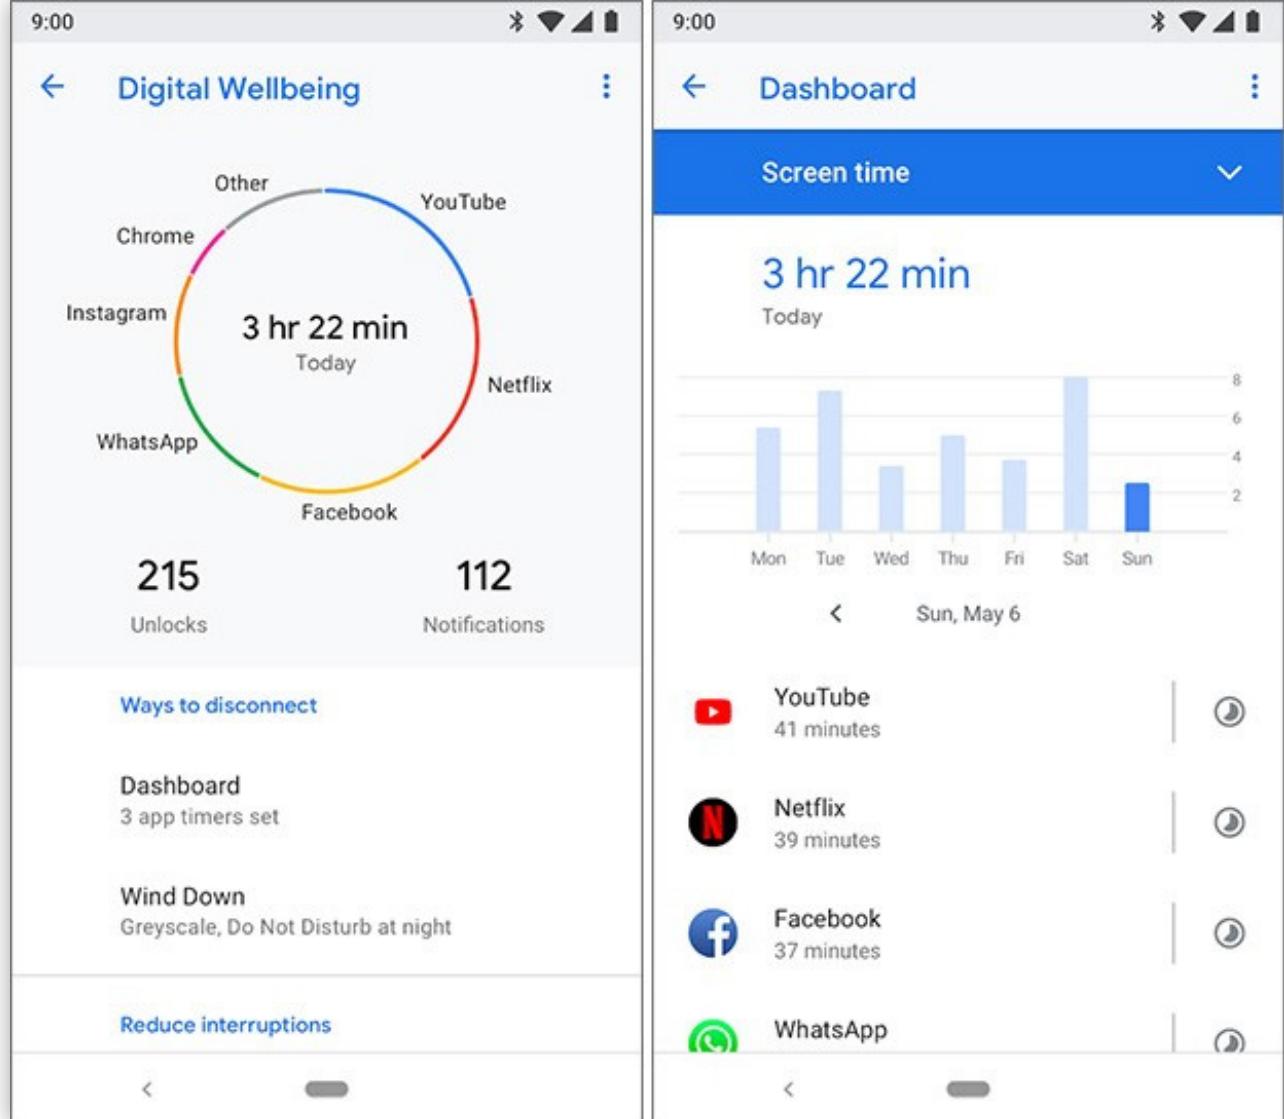 9:00
Digital Wellbeing
Other
YouTube
Chrome
Instagram
3 hr 22 min
Today
Netflix
WhatsApp
Facebook
215
112
Unlocks
Notifications
Ways to disconnect
Dashboard
3 app timers set
Wind Down
Greyscale, Do Not Disturb at night
Reduce interruptions
9:00
Dashboard
Screen time
3 hr 22 min
Today
8
6
4
2
Mon Tue Wed Thu Fri Sat Sun
Sun, May 6
YouTube
41 minutes
N
Netflix
39 minutes
f
Facebook
37 minutes
WhatsApp